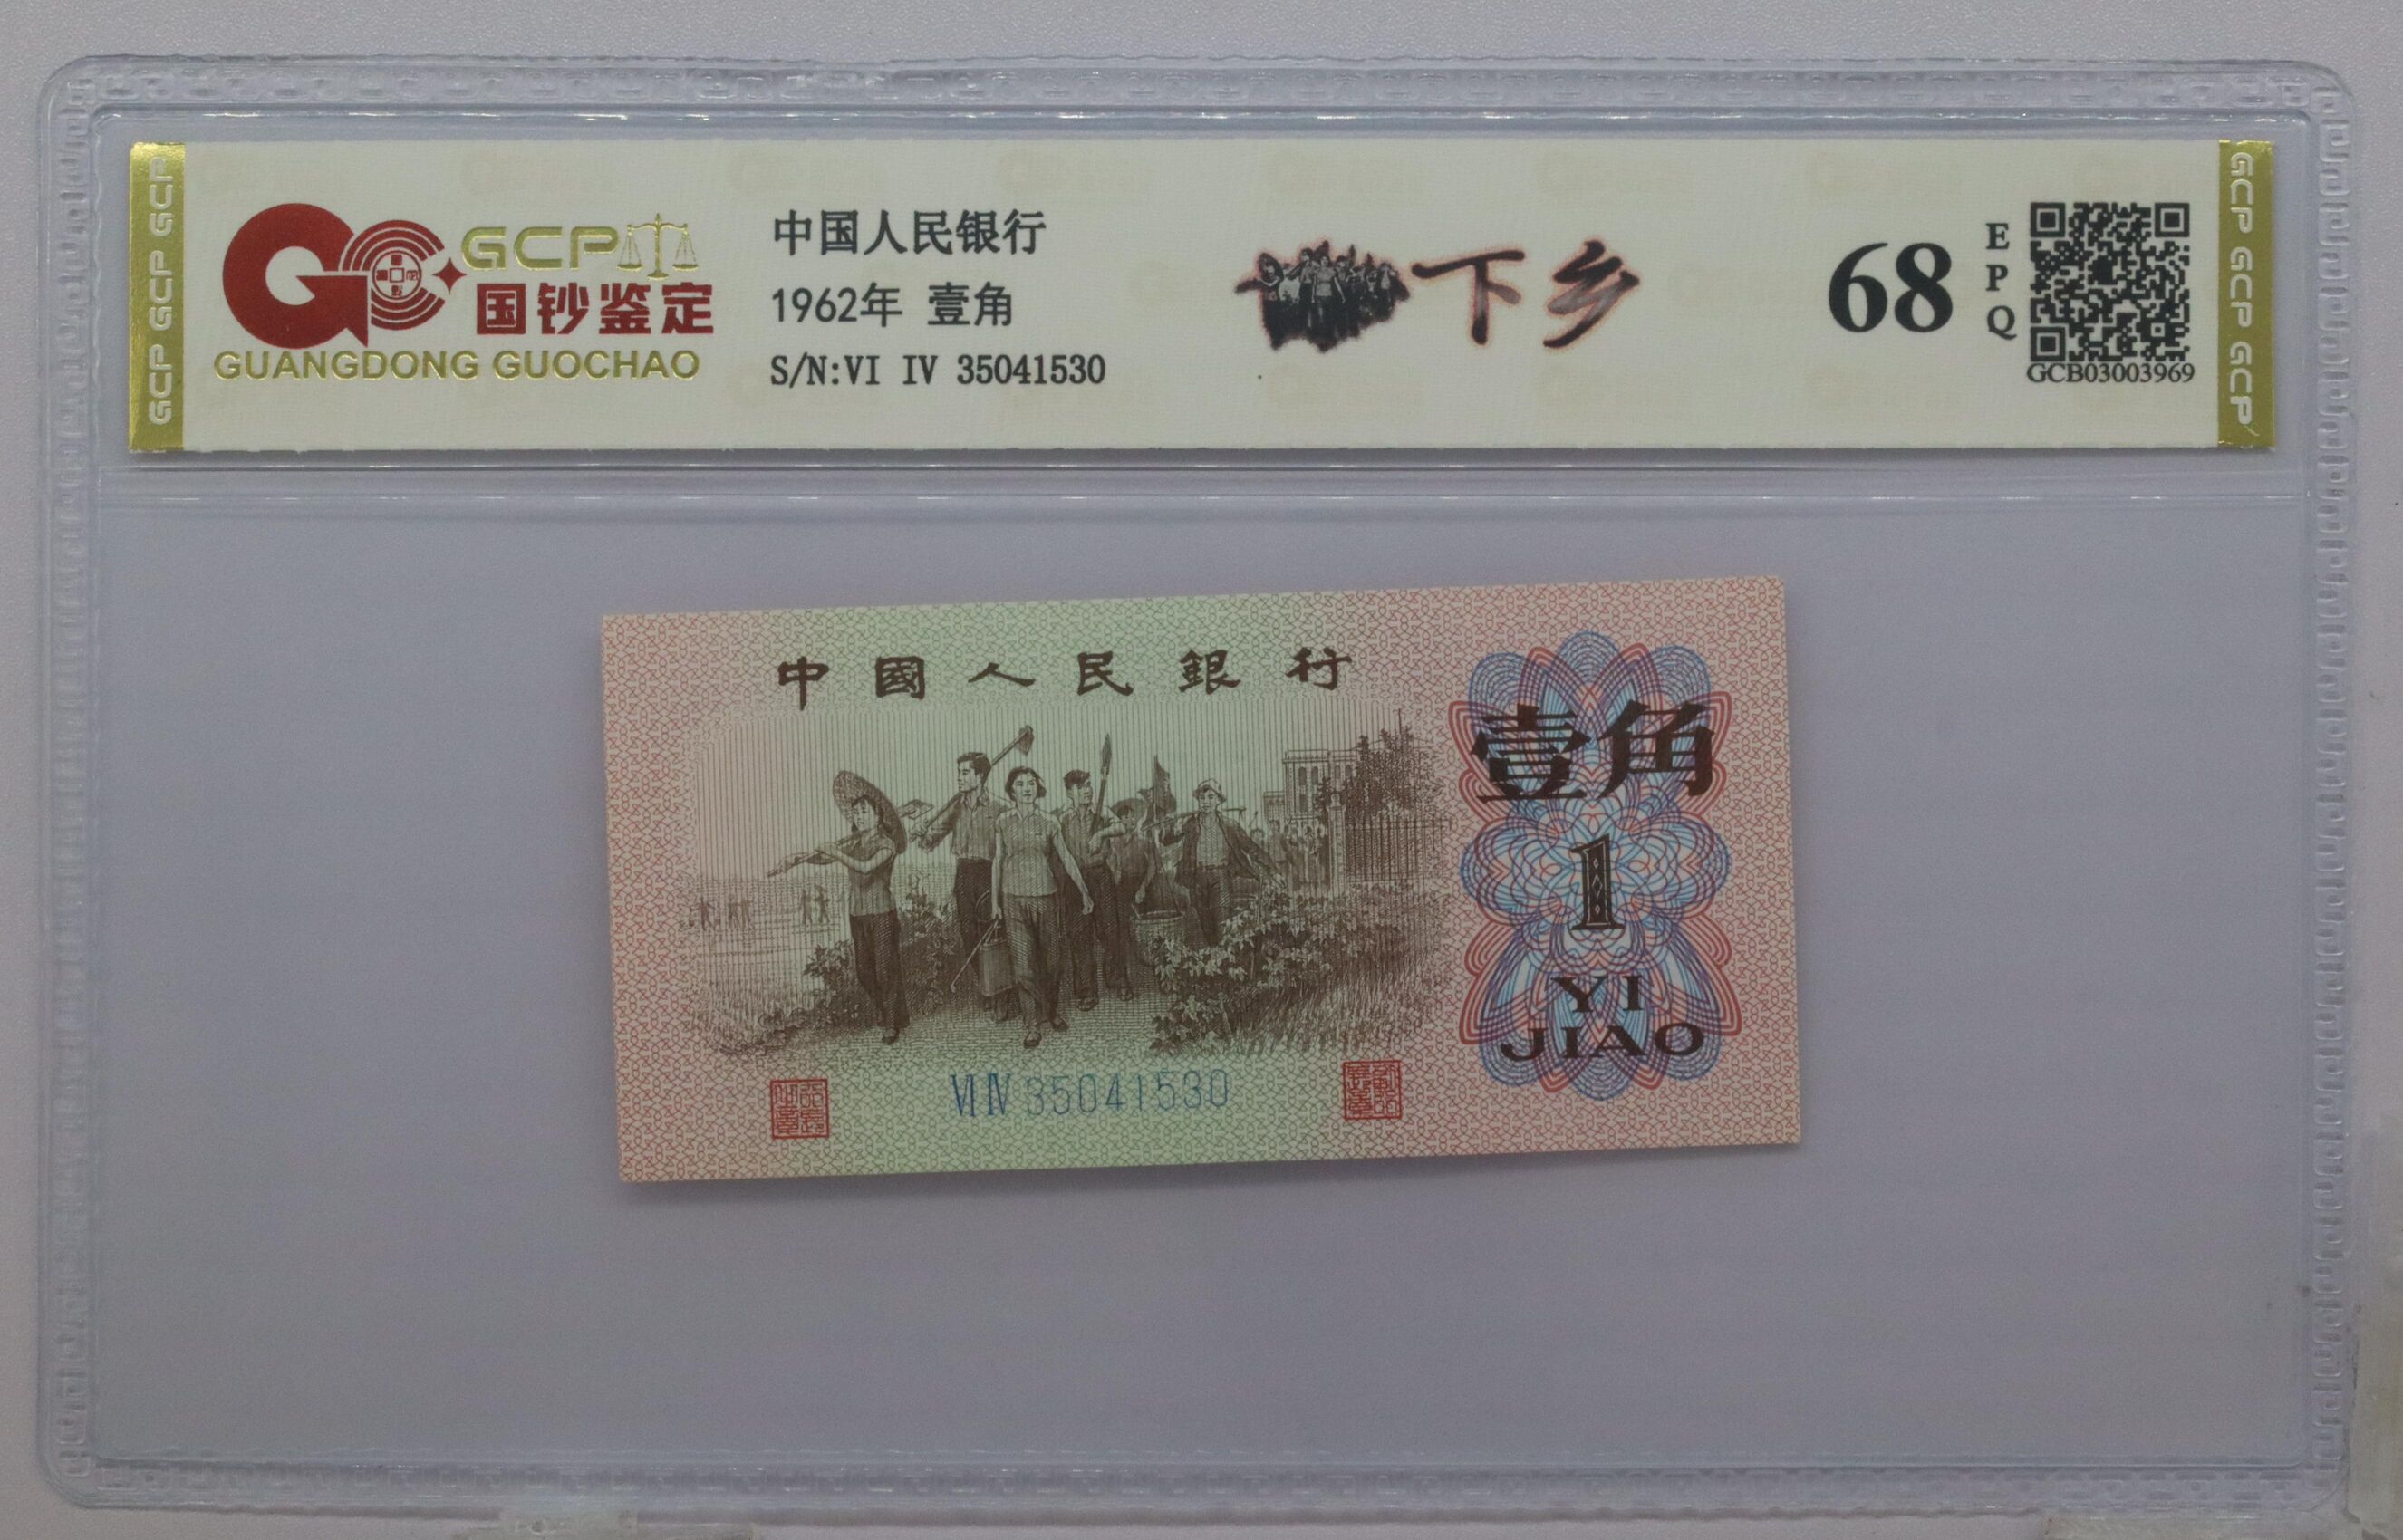 GCP GCP GCP
GCP
国钞鉴定
GUANGDONG GUOCHAO
中国人民银行
1962年 壹角
S/N:VI IV 35041530
下乡
68
EPQ
GCB03003969
GCP GCP GCP
中國人民銀行
壹角
1
YI
JIAO
VI IV 35041530